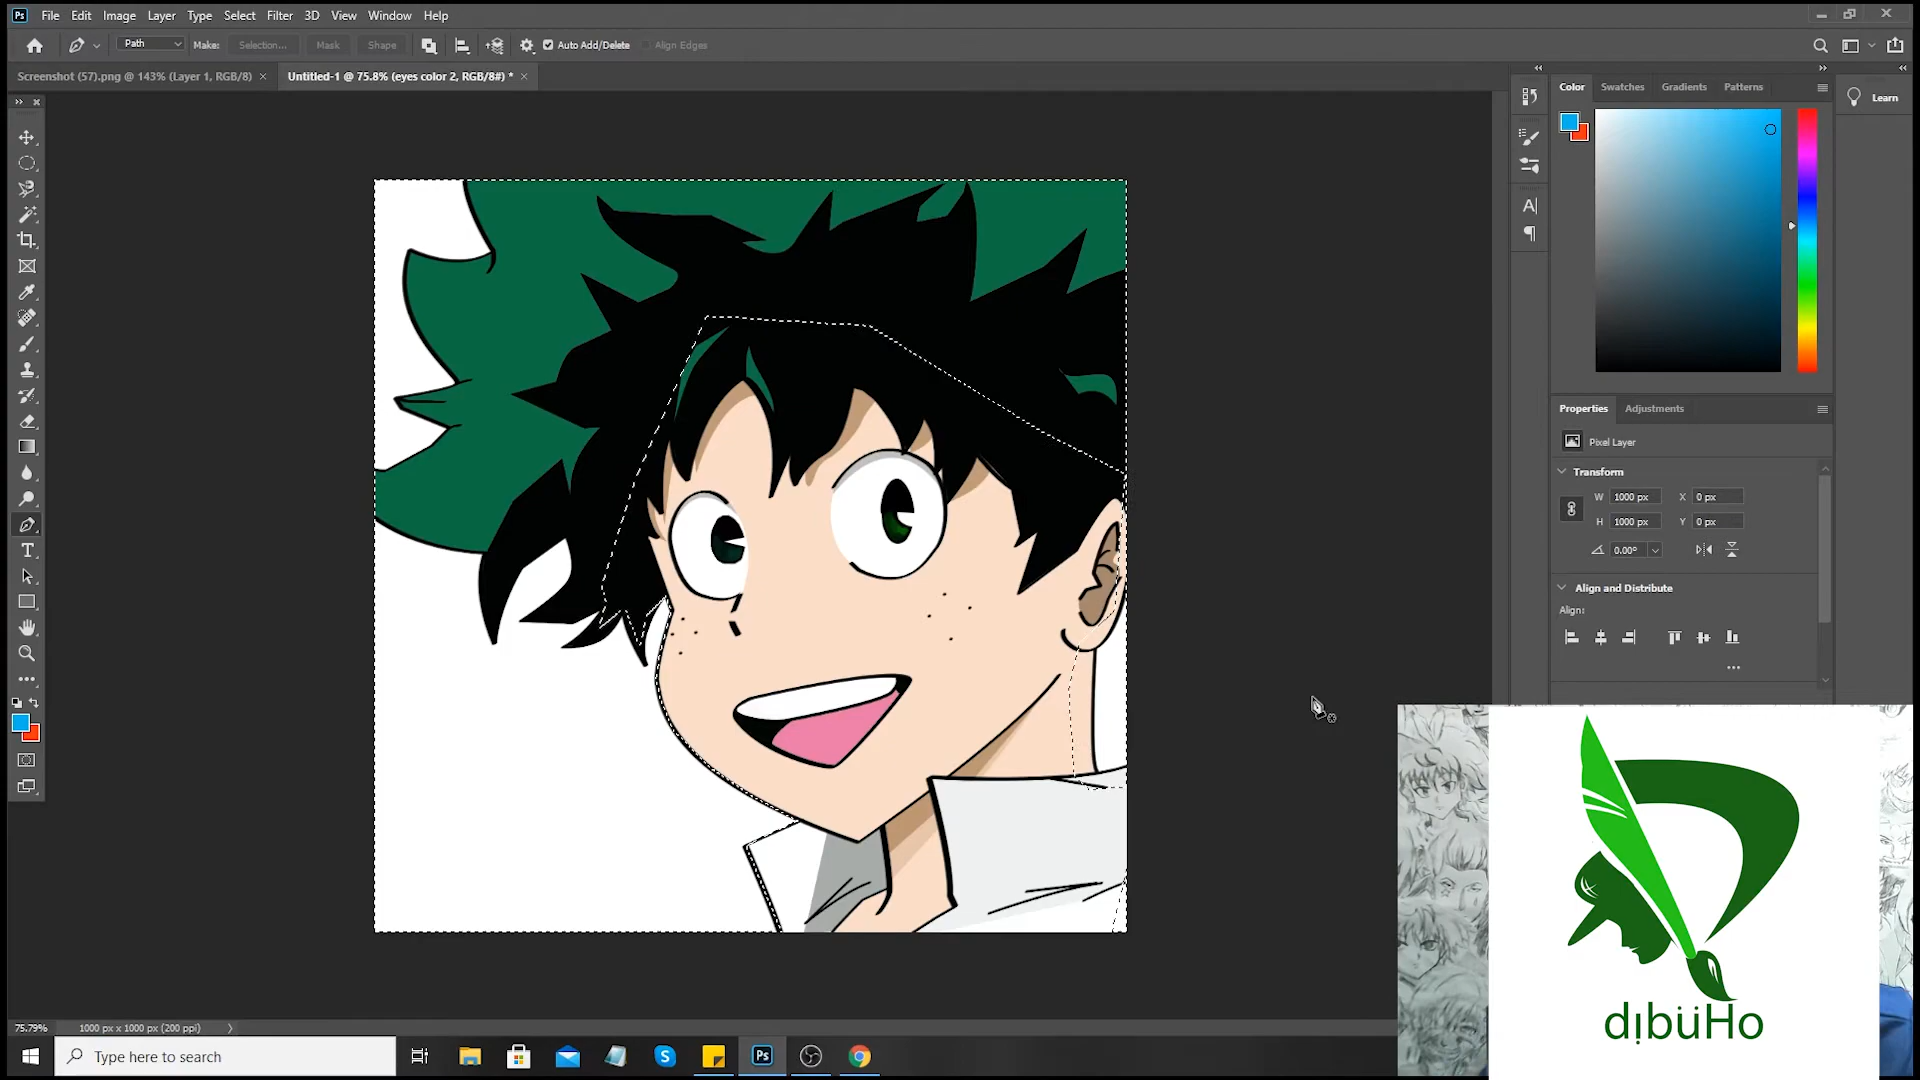 Ps File Edit Image Layer Type Select Filter 3D View Window Help
Path Make: Selection... Mask Shape Auto Add/Delete Align Edges
Screenshot (57).png @ 143% (Layer 1, RGB/8) × Untitled-1 @ 75.8% (eyes color 2, RGB/8#) * ×
Color Swatches Gradients Patterns
Learn
Properties Adjustments
Pixel Layer
Transform
W 1000 px X 0 px
H 1000 px Y 0 px
0.00°
Align and Distribute
Align:
dịbüHo
75.79% 1000 px x 1000 px (200 ppi)
Type here to search
Ps